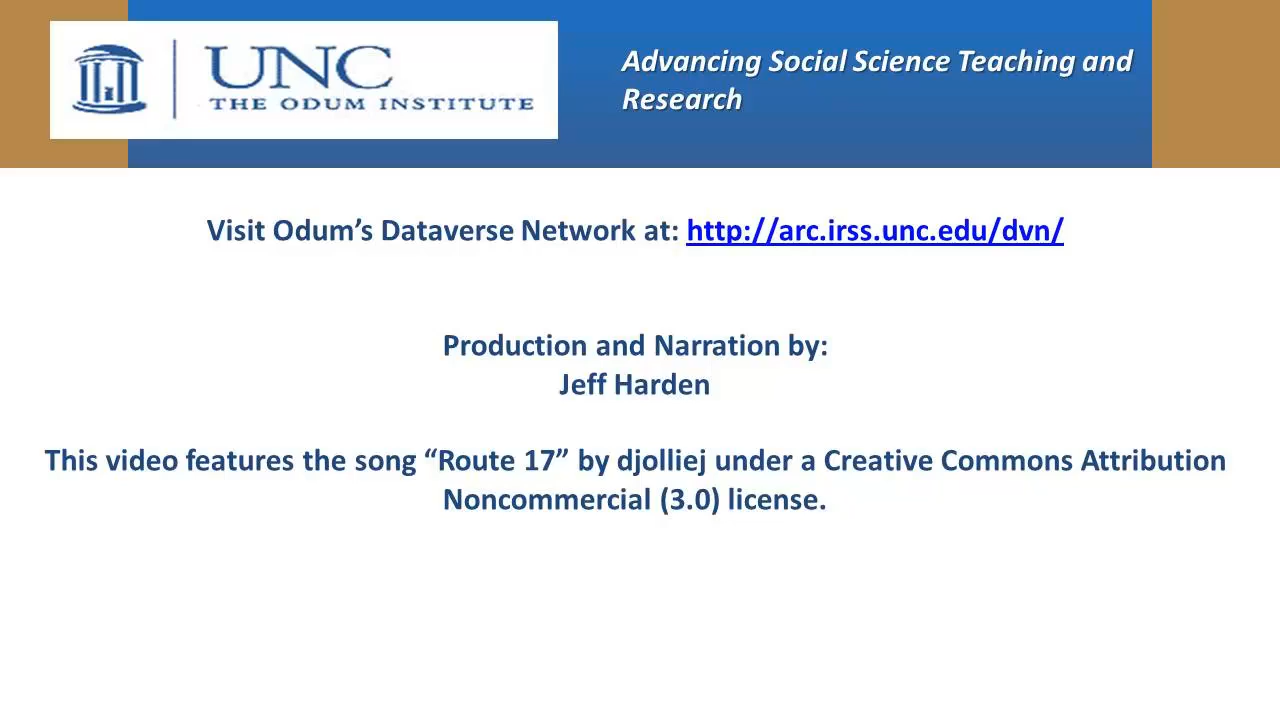 UNC
THE ODUM INSTITUTE
Advancing Social Science Teaching and
Research
Visit Odum’s Dataverse Network at: http://arc.irss.unc.edu/dvn/
Production and Narration by:
Jeff Harden
This video features the song “Route 17” by djolliej under a Creative Commons Attribution
Noncommercial (3.0) license.